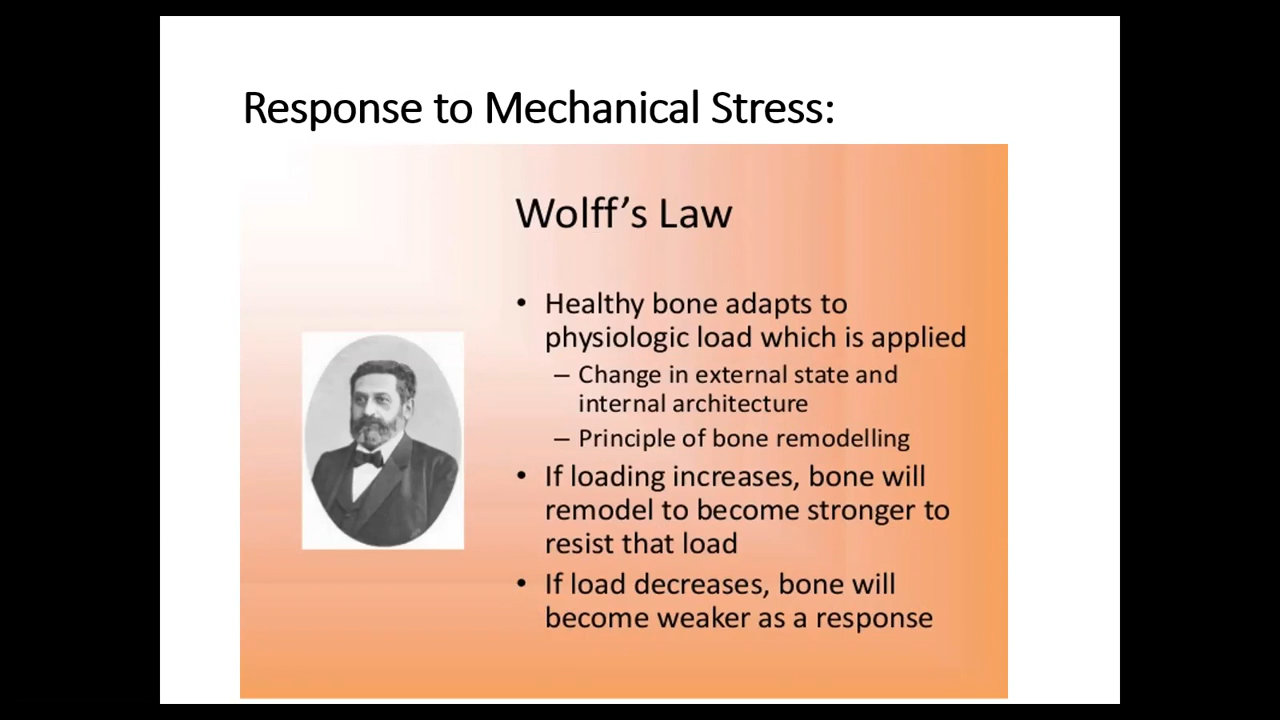 Response to Mechanical Stress:
Wolff’s Law
• Healthy bone adapts to
physiologic load which is applied
– Change in external state and
internal architecture
– Principle of bone remodelling
• If loading increases, bone will
remodel to become stronger to
resist that load
• If load decreases, bone will
become weaker as a response